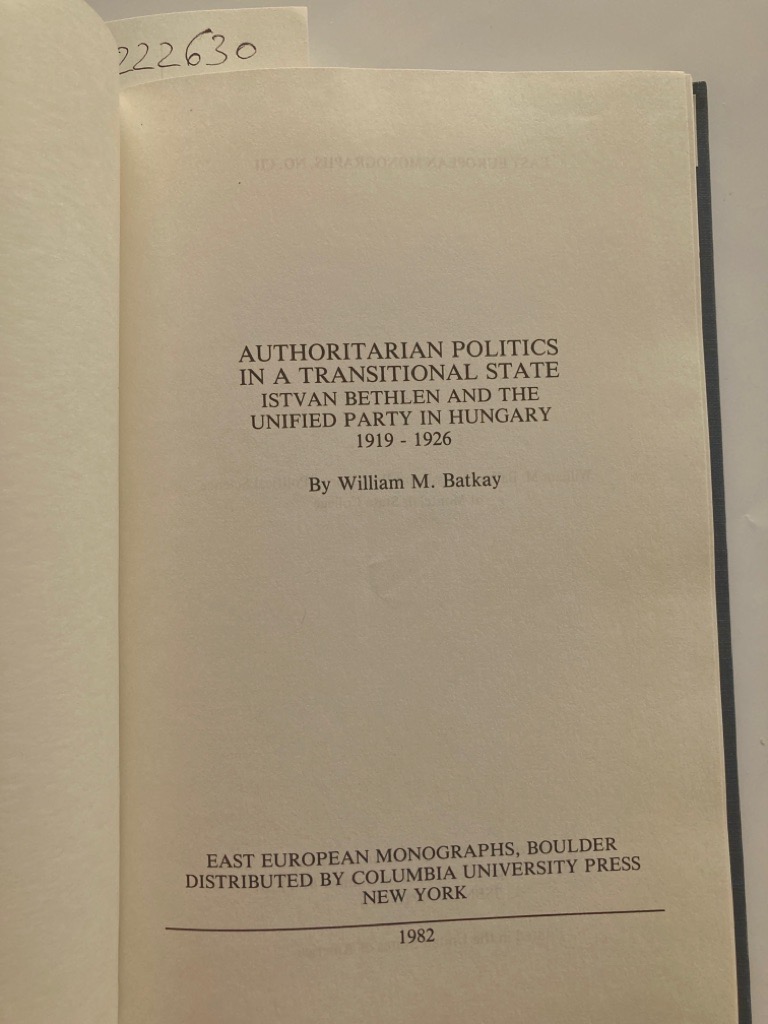 222630
AUTHORITARIAN POLITICS
IN A TRANSITIONAL STATE
ISTVAN BETHLEN AND THE
UNIFIED PARTY IN HUNGARY
1919 - 1926
By William M. Batkay
EAST EUROPEAN MONOGRAPHS, BOULDER
DISTRIBUTED BY COLUMBIA UNIVERSITY PRESS
NEW YORK
1982